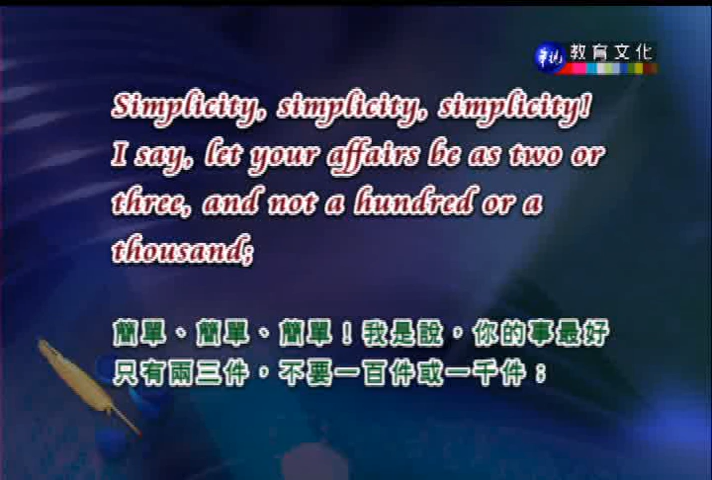 華視 教育文化
Simplicity, simplicity, simplicity!
I say, let your affairs be as two or
three, and not a hundred or a
thousand;
簡單、簡單、簡單！我是說，你的事最好
只有兩三件，不要一百件或一千件；